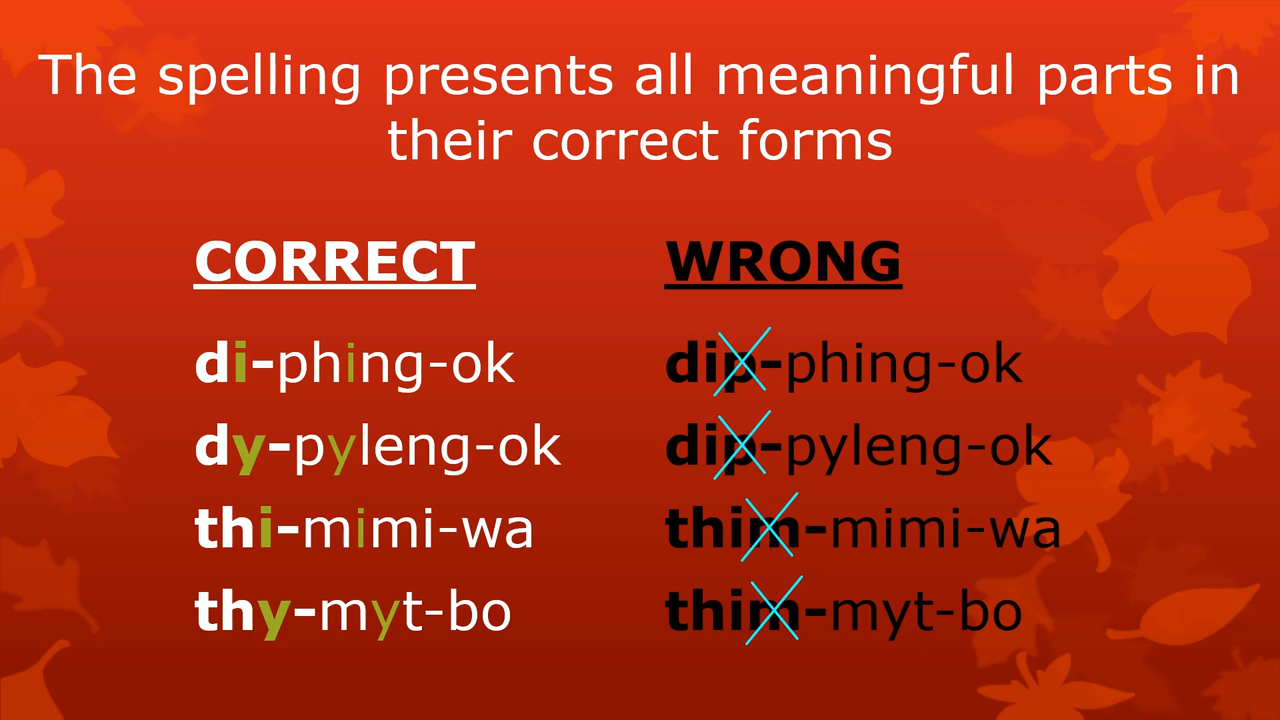 The spelling presents all meaningful parts in
their correct forms
CORRECT
WRONG
di-phing-ok
dip-phing-ok
dy-pyleng-ok
dip-pyleng-ok
thi-mimi-wa
thim-mimi-wa
thy-myt-bo
thim-myt-bo